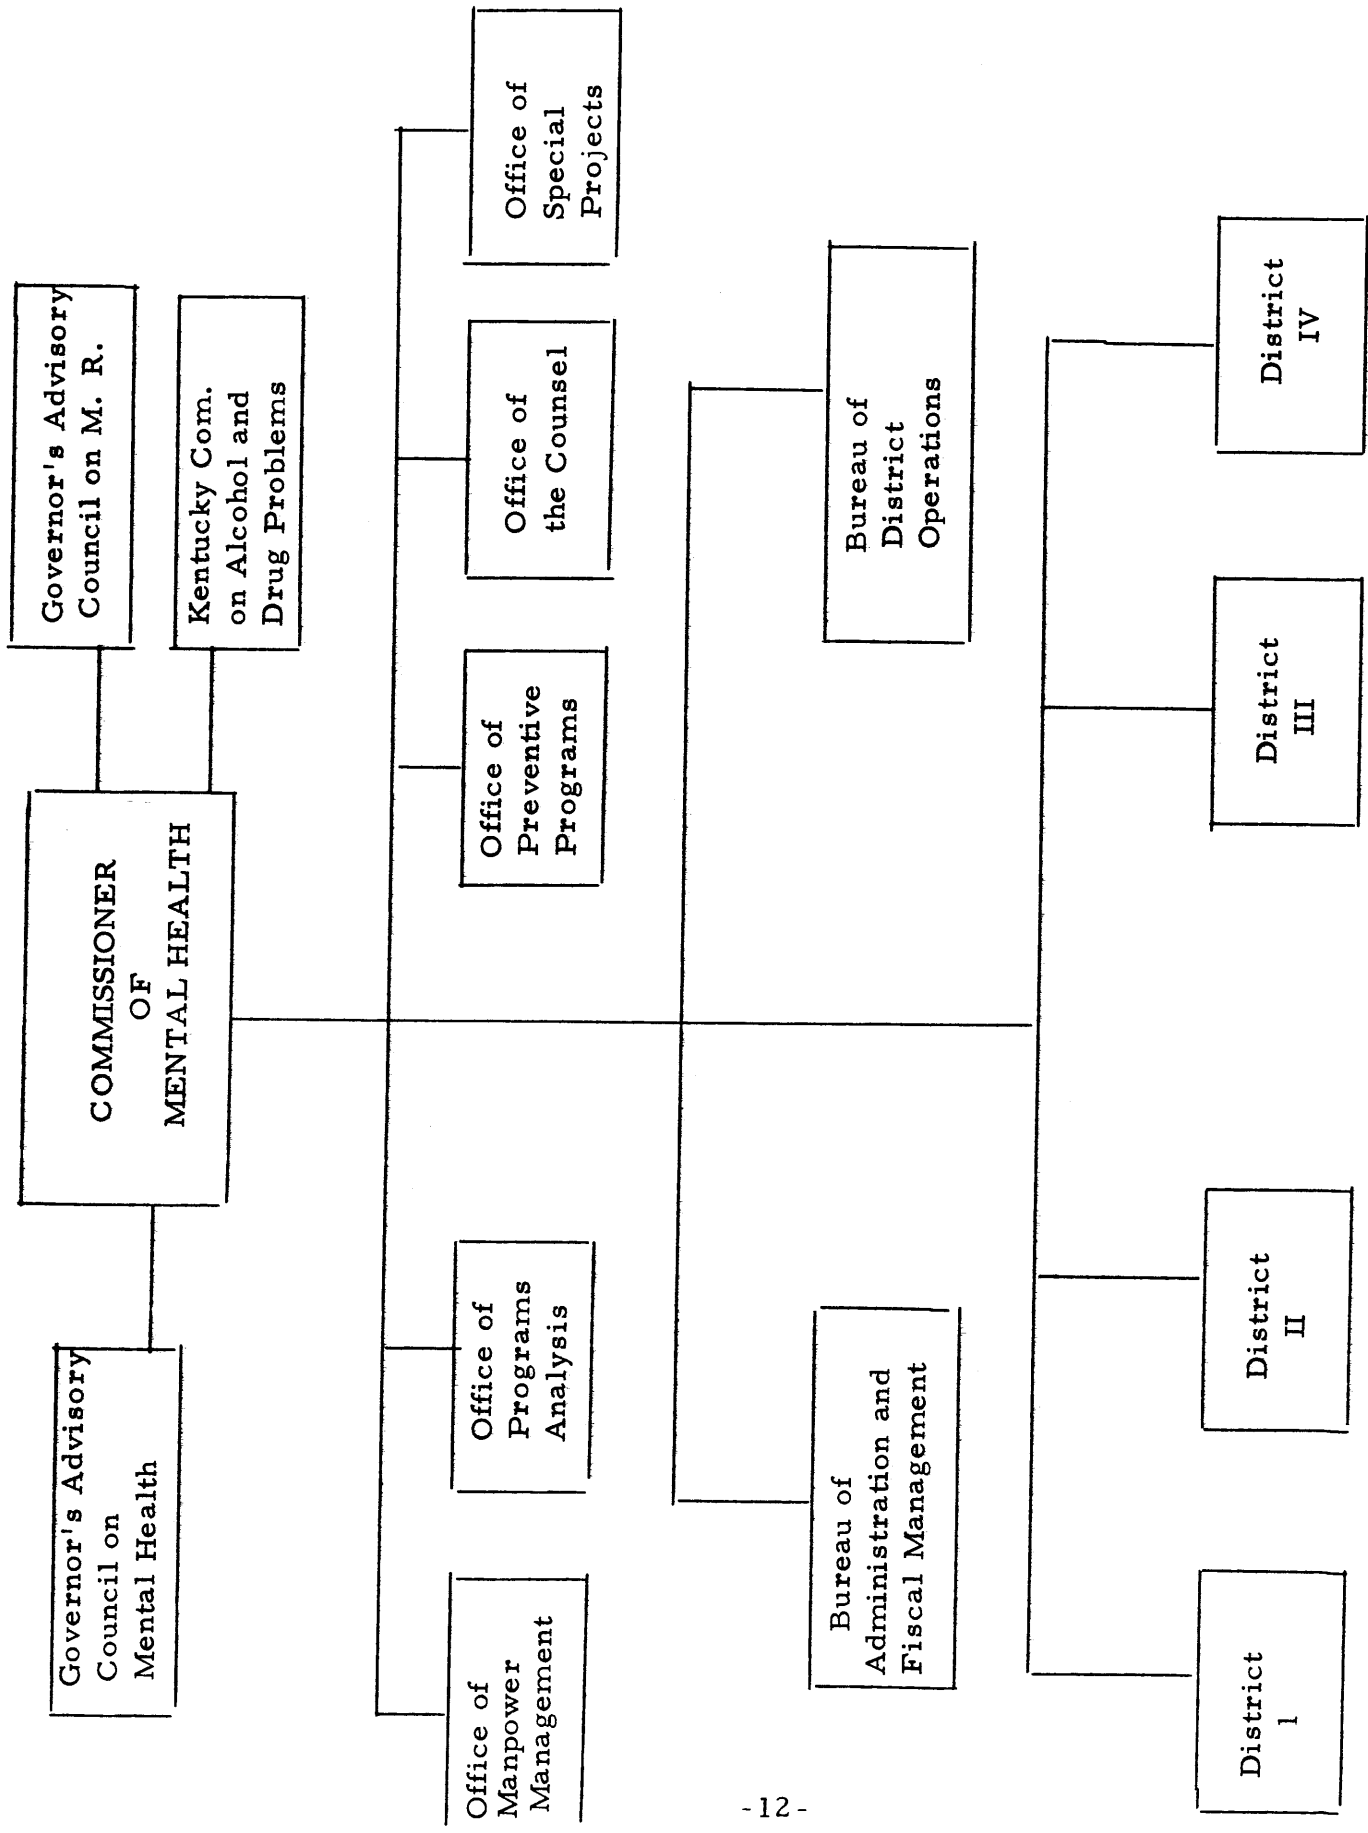 Governor's Advisory
Council on
Mental Health
COMMISSIONER
OF
MENTAL HEALTH
Governor's Advisory
Council on M. R.
Kentucky Com.
on Alcohol and
Drug Problems
Office of
Manpower
Management
Office of
Programs
Analysis
Office of
Preventive
Programs
Office of
the Counsel
Office of
Special
Projects
Bureau of
Administration and
Fiscal Management
Bureau of
District
Operations
District
1
District
II
District
III
District
IV
-12-